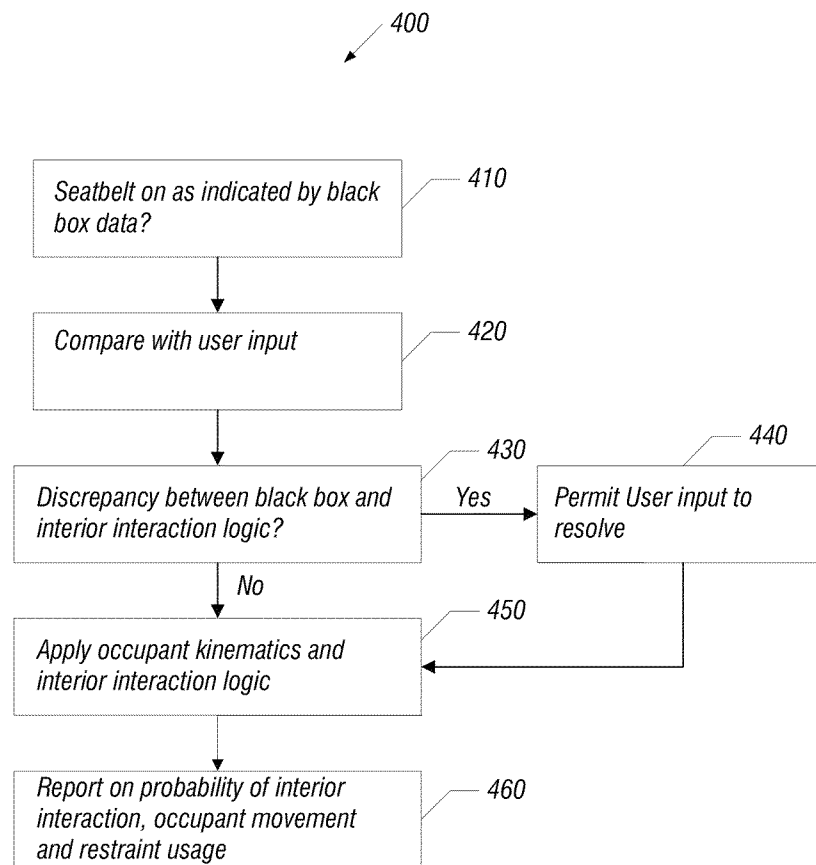 400
Seatbelt on as indicated by black
box data?
410
Compare with user input
420
Discrepancy between black box and
interior interaction logic?
430
Yes
440
Permit User input to
resolve
No
450
Apply occupant kinematics and
interior interaction logic
Report on probability of interior
interaction, occupant movement
and restraint usage
460